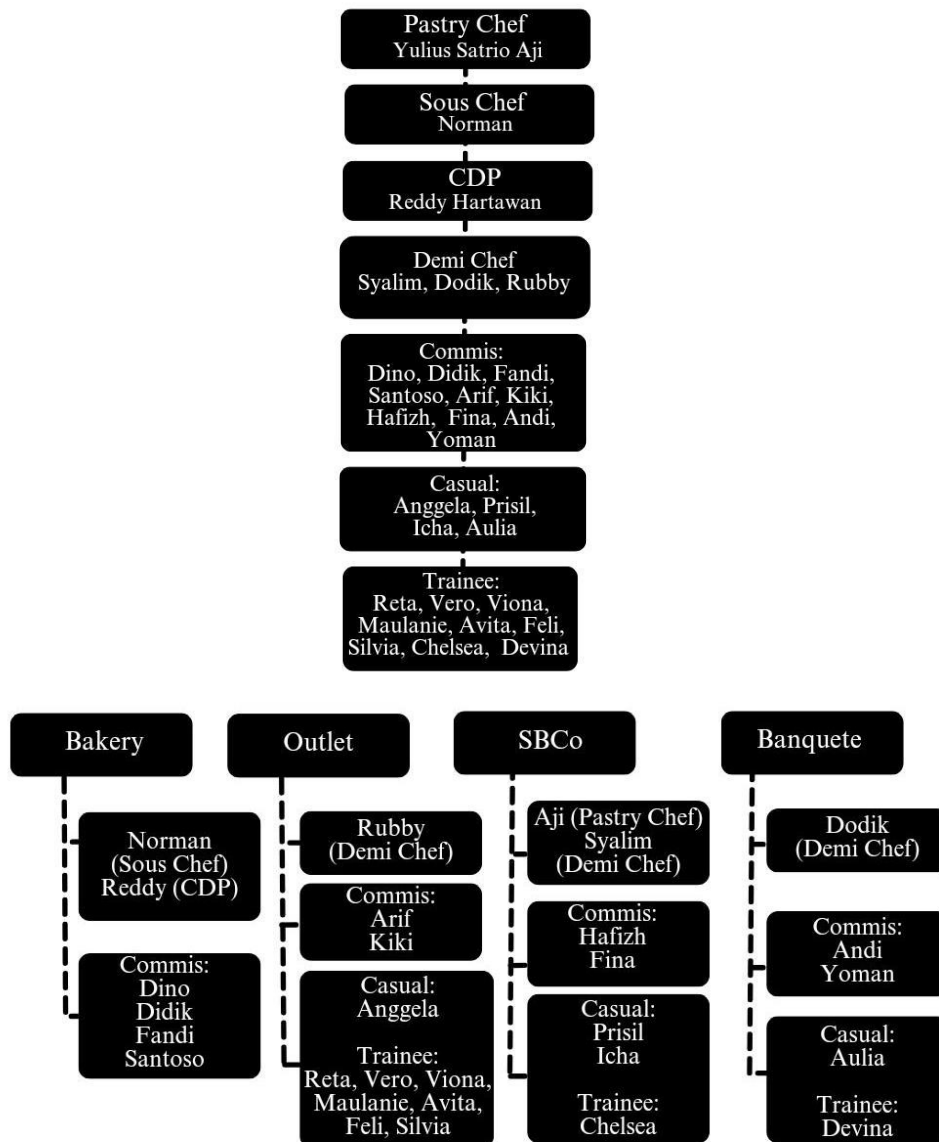 Pastry Chef
Yulius Satrio Aji
Sous Chef
Norman
CDP
Reddy Hartawan
Demi Chef
Syalim, Dodik, Rubby
Commis:
Dino, Didik, Fandi,
Santoso, Arif, Kiki,
Hafizh, Fina, Andi,
Yoman
Casual:
Anggela, Prisil,
Icha, Aulia
Trainee:
Reta, Vero, Viona,
Maulanie, Avita, Feli,
Silvia, Chelsea, Devina
Bakery
Norman
(Sous Chef)
Reddy (CDP)
Commis:
Dino
Didik
Fandi
Santoso
Outlet
Rubby
(Demi Chef)
Commis:
Arif
Kiki
Casual:
Anggela
Trainee:
Reta, Vero, Viona,
Maulanie, Avita,
Feli, Silvia
SBCo
Aji (Pastry Chef)
Syalim
(Demi Chef)
Commis:
Hafizh
Fina
Casual:
Prisil
Icha
Trainee:
Chelsea
Banquete
Dodik
(Demi Chef)
Commis:
Andi
Yoman
Casual:
Aulia
Trainee:
Devina